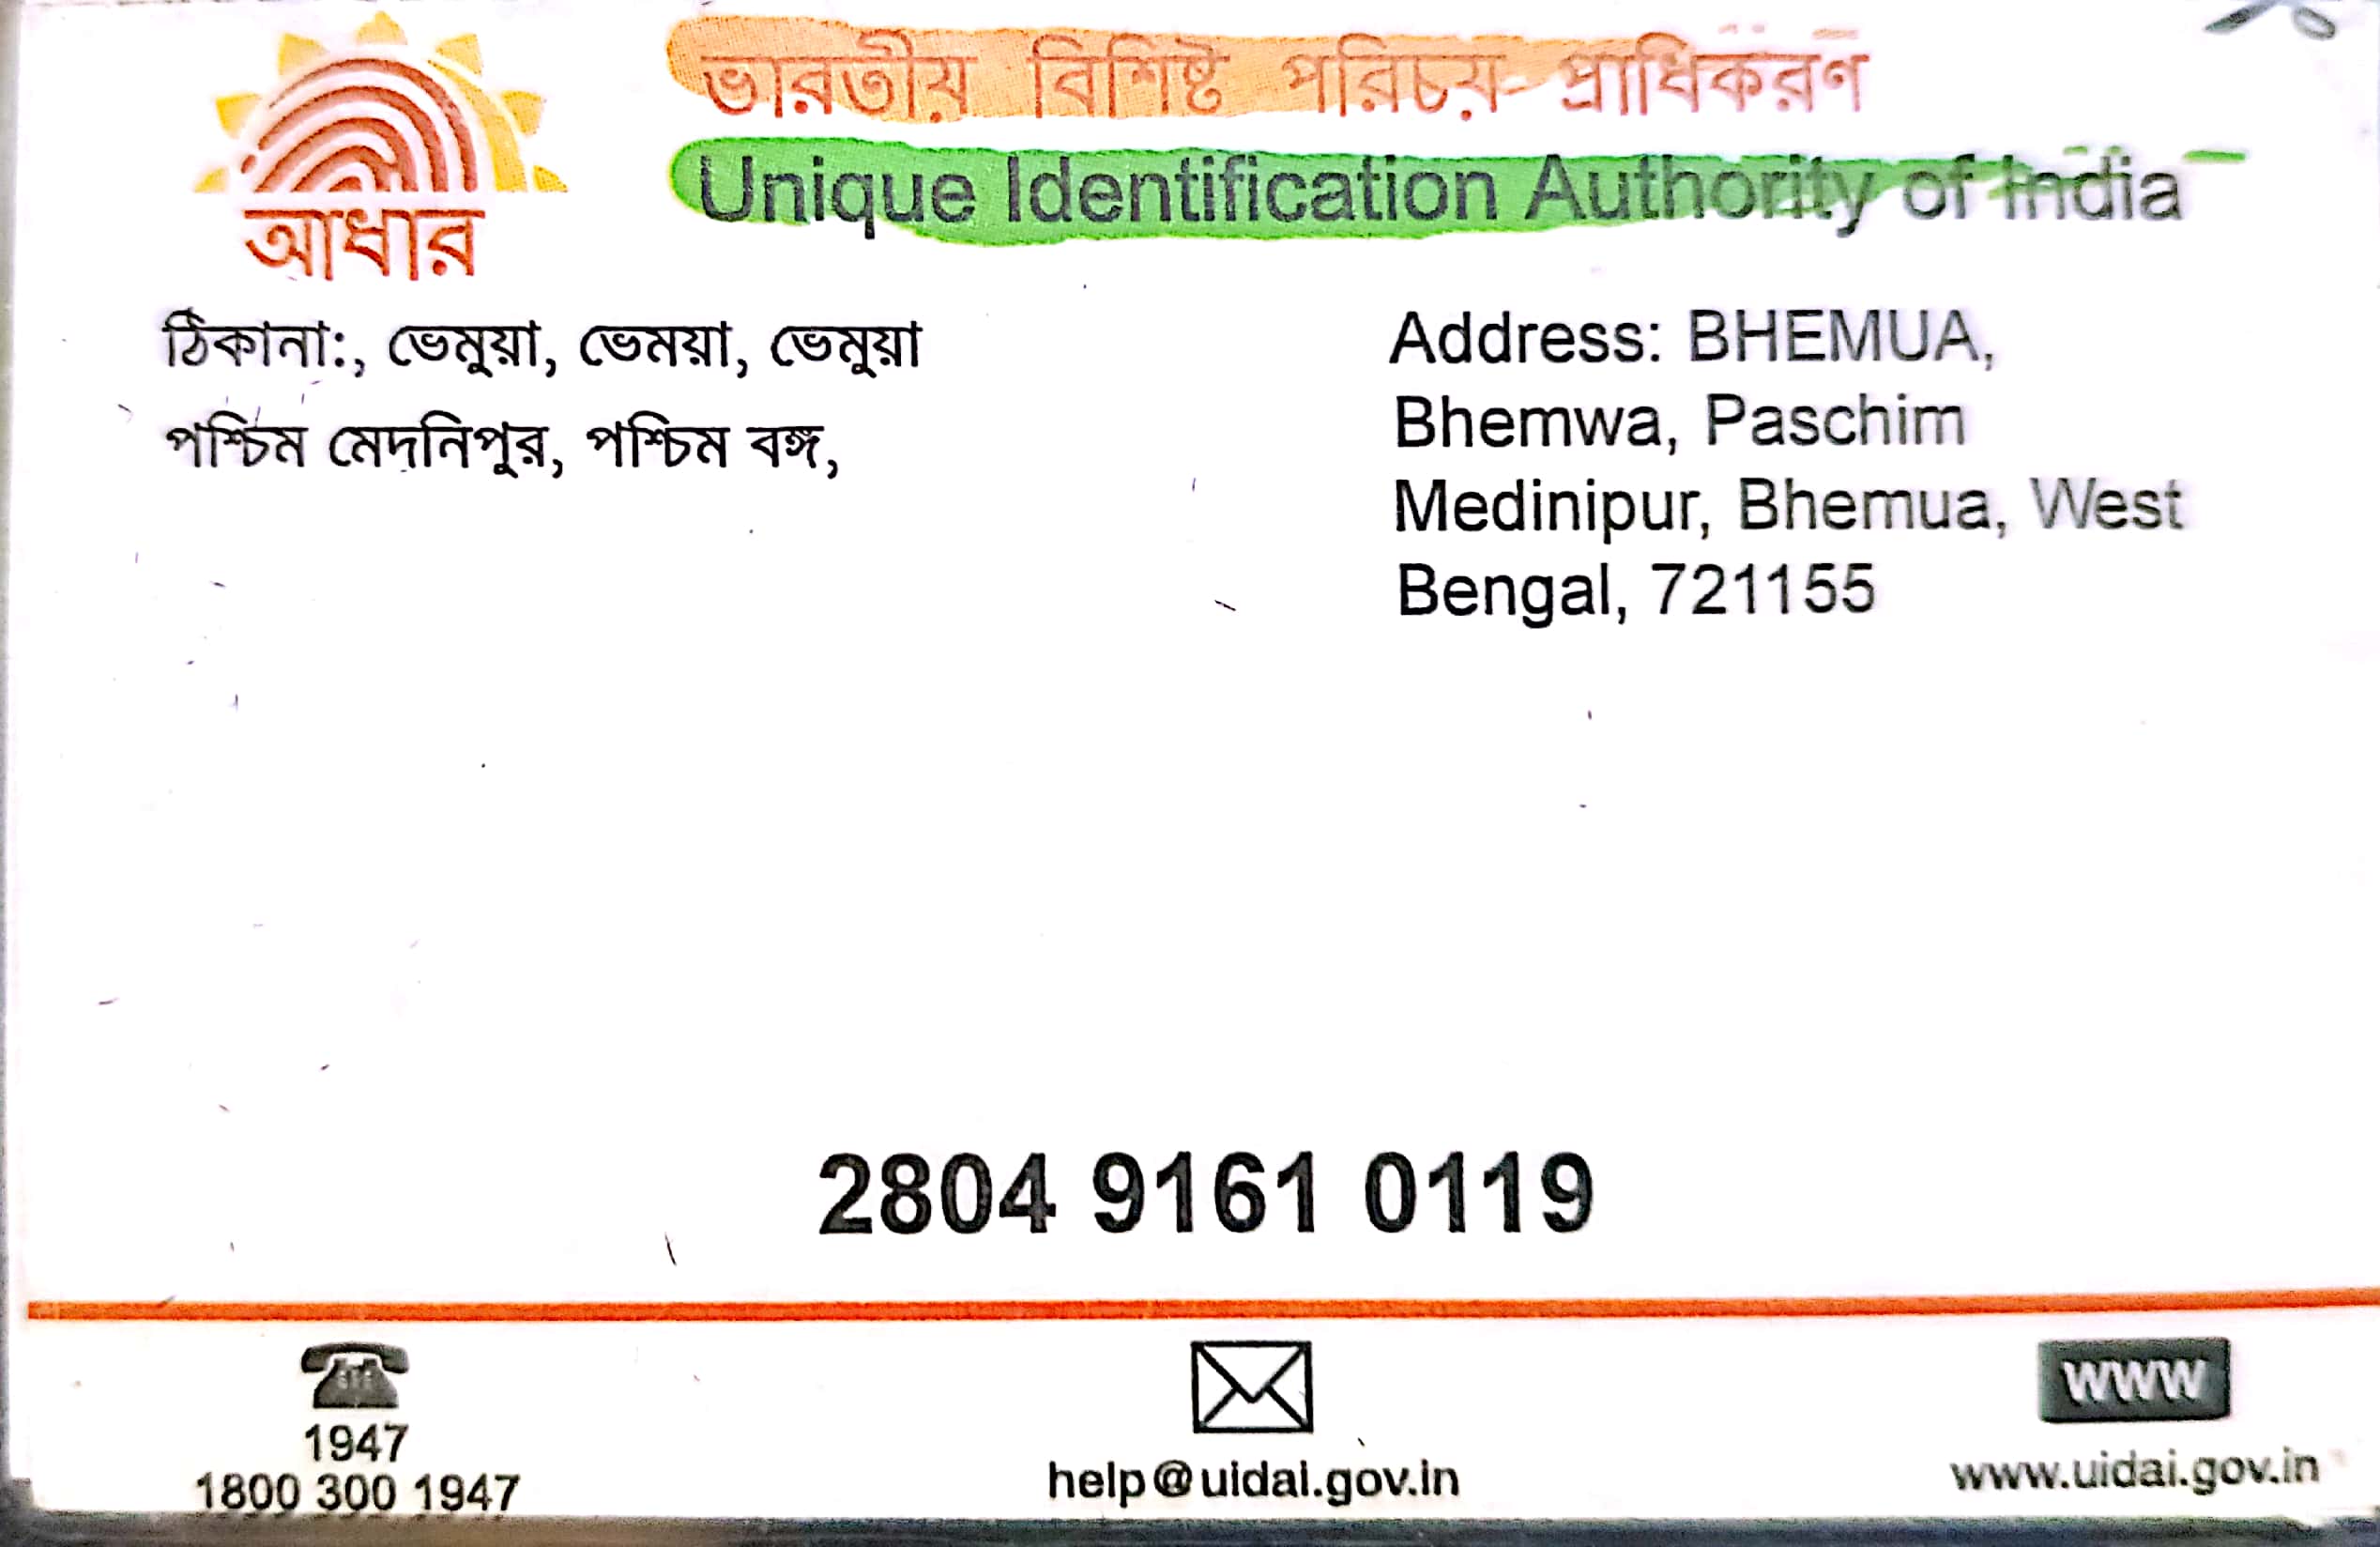 ভারতীয় বিশিষ্ট পরিচয় প্রাধিকরণ
Unique Identification Authority of India
আধার
ঠিকানা:, ভেমুয়া, ভেময়া, ভেমুয়া
পশ্চিম মেদনিপুর, পশ্চিম বঙ্গ,
Address: BHEMUA,
Bhemwa, Paschim
Medinipur, Bhemua, West
Bengal, 721155
2804 9161 0119
1947
1800 300 1947
help@uidai.gov.in
www
www.uidai.gov.in